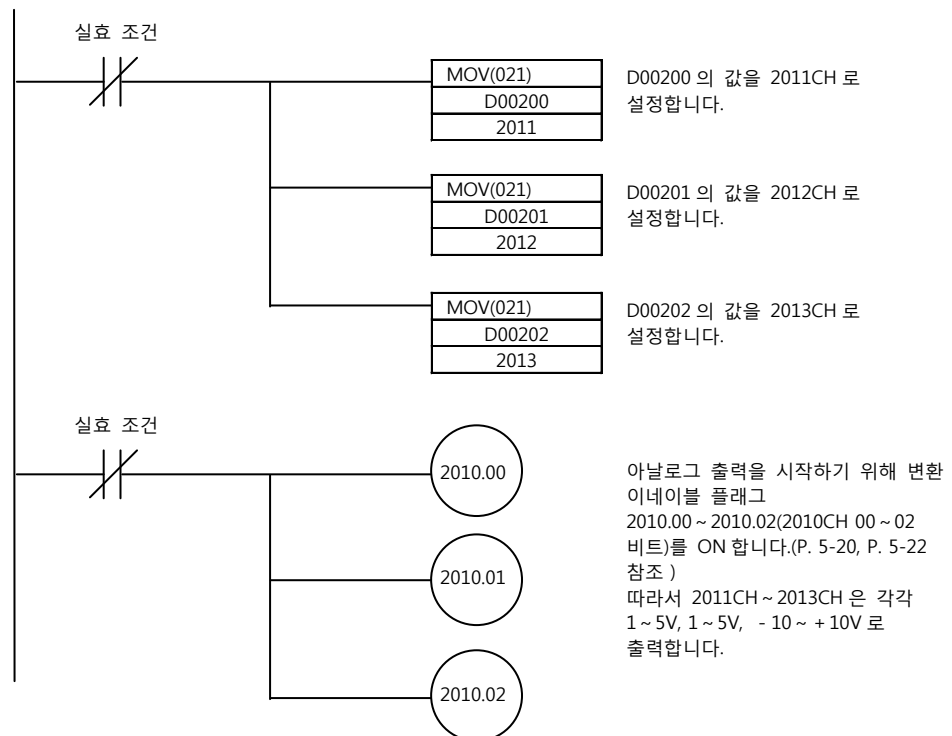 실효 조건
MOV(021)
D00200
2011
D00200 의 값을 2011CH 로
설정합니다.
MOV(021)
D00201
2012
D00201 의 값을 2012CH 로
설정합니다.
MOV(021)
D00202
2013
D00202 의 값을 2013CH 로
설정합니다.
실효 조건
2010.00
2010.01
2010.02
아날로그 출력을 시작하기 위해 변환
이네이블 플래그
2010.00 ~ 2010.02(2010CH 00 ~ 02
비트)를 ON 합니다.(P. 5-20, P. 5-22
참조 )
따라서 2011CH ~ 2013CH 은 각각
1 ~ 5V, 1 ~ 5V, - 10 ~ + 10V 로
출력합니다.